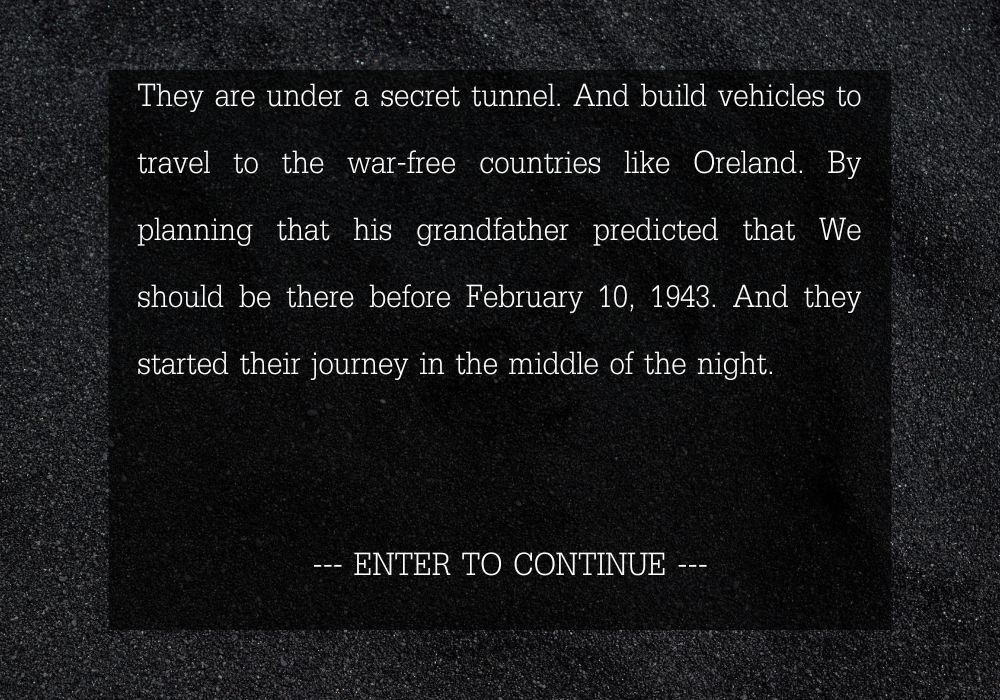 They are under a secret tunnel. And build vehicles to
travel to the war-free countries like Oreland. By
planning that his grandfather predicted that We
should be there before February 10, 1943. And they
started their journey in the middle of the night.
--- ENTER TO CONTINUE ---